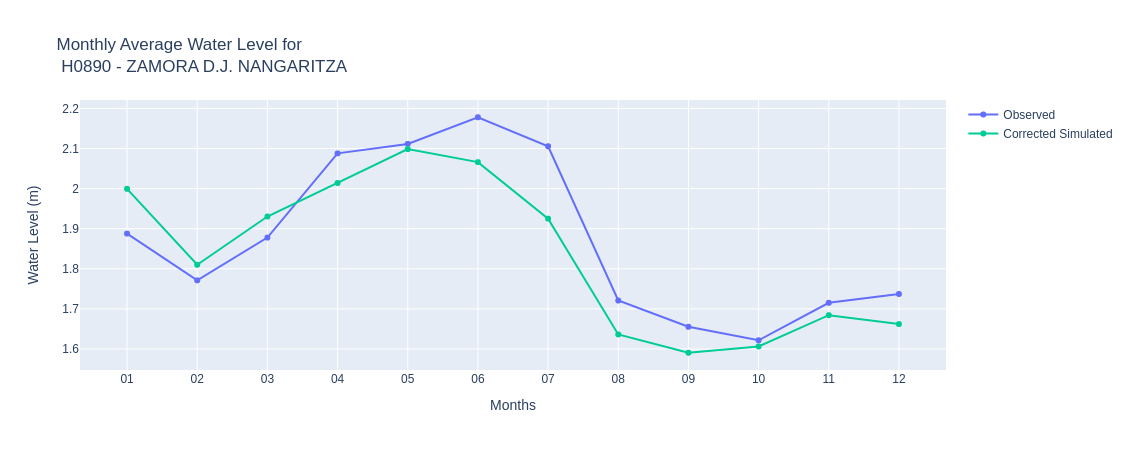 Monthly Average Water Level for
H0890 - ZAMORA D.J. NANGARITZA
Observed
Corrected Simulated
Water Level (m)
2.2
2.1
2
1.9
1.8
1.7
1.6
01 02 03 04 05 06 07 08 09 10 11 12
Months